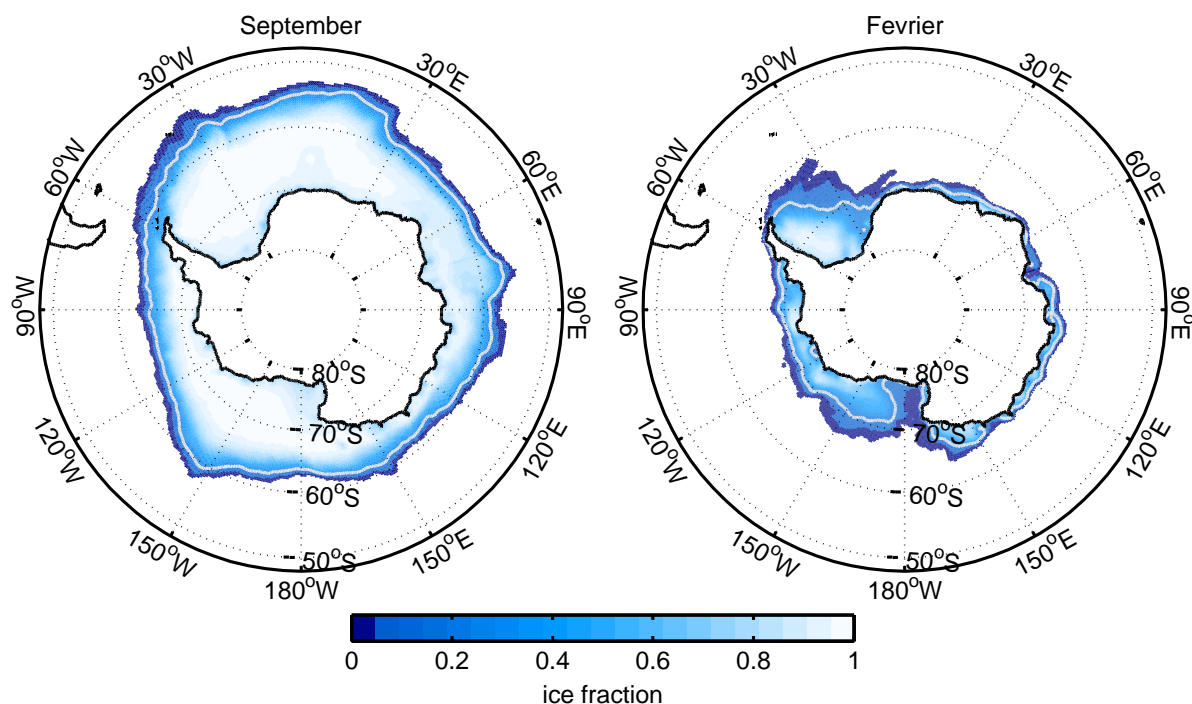 September
Fevrier
30°W
30°E
60°W
60°E
90°W
90°E
120°W
120°E
150°W
150°E
180°W
80°S
70°S
60°S
50°S
30°W
30°E
60°W
60°E
90°W
90°E
120°W
120°E
150°W
150°E
180°W
80°S
70°S
60°S
50°S
0 0.2 0.4 0.6 0.8 1
ice fraction